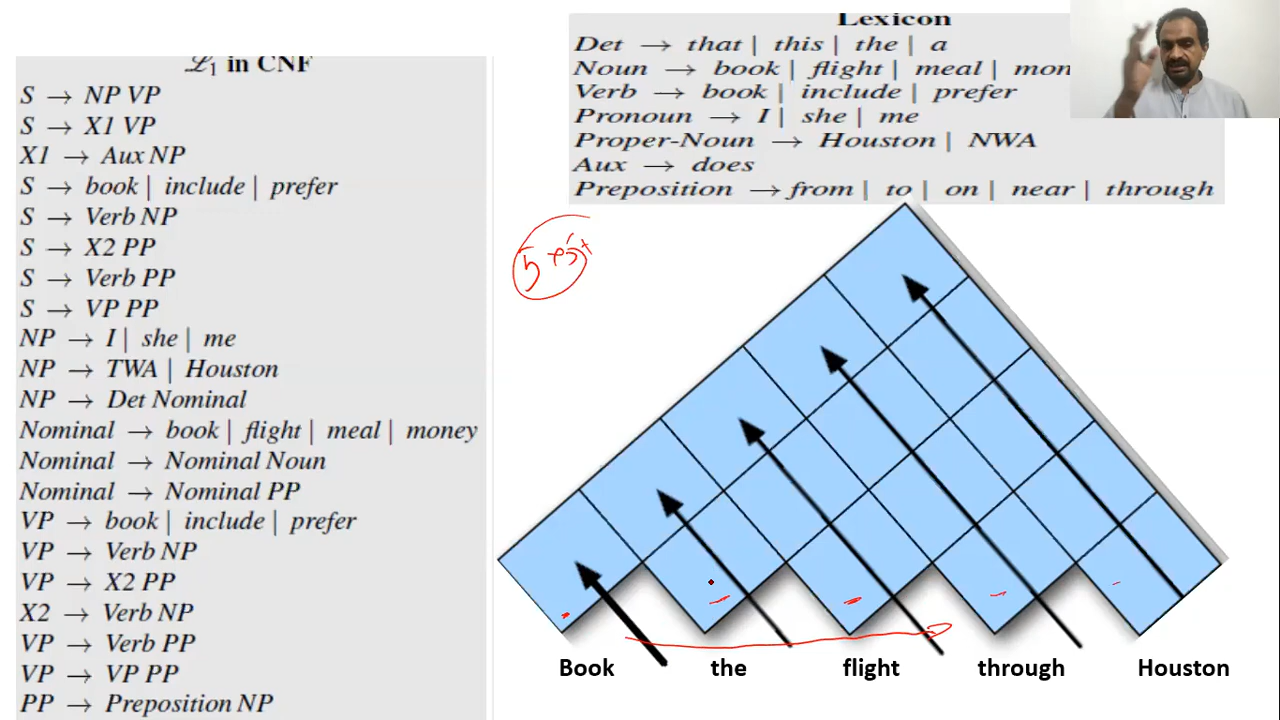 ℒ1 in CNF
S → NP VP
S → X1 VP
X1 → Aux NP
S → book | include | prefer
S → Verb NP
S → X2 PP
S → Verb PP
S → VP PP
NP → I | she | me
NP → TWA | Houston
NP → Det Nominal
Nominal → book | flight | meal | money
Nominal → Nominal Noun
Nominal → Nominal PP
VP → book | include | prefer
VP → Verb NP
VP → X2 PP
X2 → Verb NP
VP → Verb PP
VP → VP PP
PP → Preposition NP
Lexicon
Det → that | this | the | a
Noun → book | flight | meal | mon
Verb → book | include | prefer
Pronoun → I | she | me
Proper-Noun → Houston | NWA
Aux → does
Preposition → from | to | on | near | through
5
Book the flight through Houston